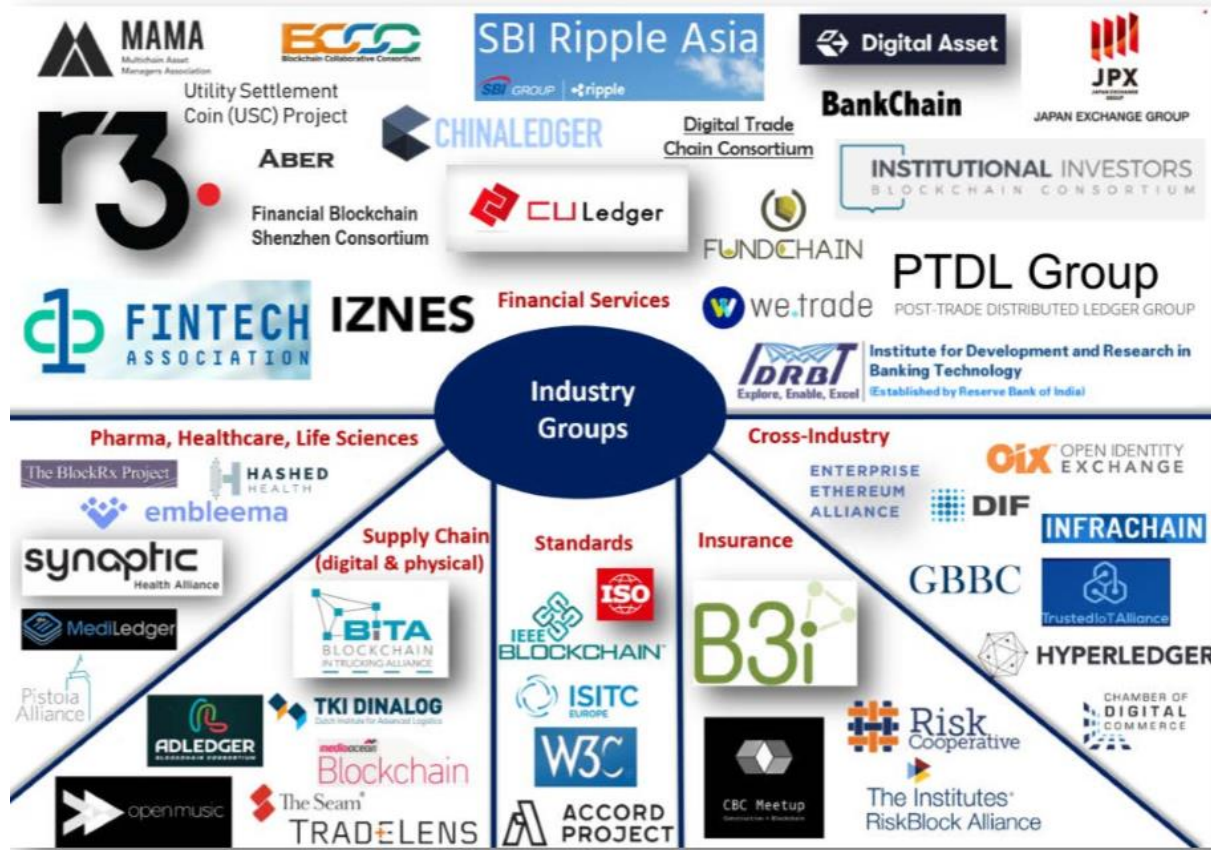 MAMA
Multichain Asset
Managers Association
BCCC
Blockchain Collaborative Consortium
SBI Ripple Asia
SBI GROUP
ripple
Digital Asset
JPX
JAPAN EXCHANGE
GROUP
JAPAN EXCHANGE GROUP
r3.
Utility Settlement
Coin (USC) Project
ABER
Financial Blockchain
Shenzhen Consortium
CHINALEDGER
Digital Trade
Chain Consortium
BankChain
INSTITUTIONAL INVESTORS
BLOCKCHAIN CONSORTIUM
CU Ledger
FUNDCHAIN
PTDL Group
POST-TRADE DISTRIBUTED LEDGER GROUP
FINTECH
ASSOCIATION
IZNES
Financial Services
we.trade
IDRBT
Explore, Enable, Excel
Institute for Development and Research in
Banking Technology
(Established by Reserve Bank of India)
Industry
Groups
Pharma, Healthcare, Life Sciences
The BlockRx Project
HASHED
HEALTH
embleema
synaptic
Health Alliance
MediLedger
Pistoia
Alliance
Supply Chain
(digital & physical)
BiTA
BLOCKCHAIN
IN TRUCKING ALLIANCE
ADLEDGER
BLOCKCHAIN CONSORTIUM
TKI DINALOG
Dutch Institute for Advanced Logistics
mediaocean
Blockchain
openmusic
The Seam®
TRADELENS
Standards
ISO
IEEE
BLOCKCHAIN™
ISITC
EUROPE
W3C
ACCORD
PROJECT
Insurance
B3i
CBC Meetup
Construction + Blockchain
Risk
Cooperative
The Institutes®
RiskBlock Alliance
Cross-Industry
ENTERPRISE
ETHEREUM
ALLIANCE
OiX
OPEN IDENTITY
EXCHANGE
DIF
INFRACHAIN
GBBC
TrustedIoTAlliance
HYPERLEDGER
CHAMBER OF
DIGITAL
COMMERCE